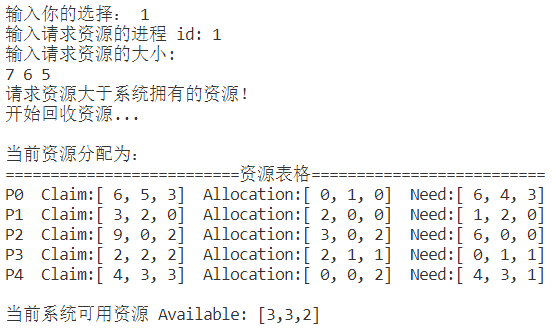 输入你的选择: 1
输入请求资源的进程 id: 1
输入请求资源的大小:
7 6 5
请求资源大于系统拥有的资源!
开始回收资源...
当前资源分配为:
==========================资源表格==========================
P0 Claim:[ 6, 5, 3] Allocation:[ 0, 1, 0] Need:[ 6, 4, 3]
P1 Claim:[ 3, 2, 0] Allocation:[ 2, 0, 0] Need:[ 1, 2, 0]
P2 Claim:[ 9, 0, 2] Allocation:[ 3, 0, 2] Need:[ 6, 0, 0]
P3 Claim:[ 2, 2, 2] Allocation:[ 2, 1, 1] Need:[ 0, 1, 1]
P4 Claim:[ 4, 3, 3] Allocation:[ 0, 0, 2] Need:[ 4, 3, 1]
当前系统可用资源 Available: [3,3,2]